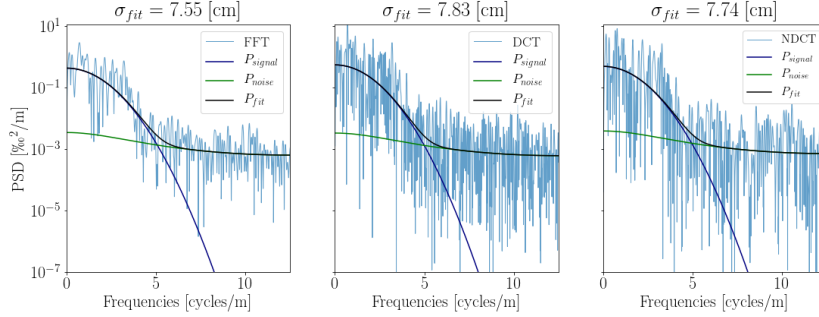 σ_fit = 7.55 [cm]
σ_fit = 7.83 [cm]
σ_fit = 7.74 [cm]
PSD [‰²/m]
10¹
10⁻¹
10⁻³
10⁻⁵
10⁻⁷
FFT
P_signal
P_noise
P_fit
DCT
P_signal
P_noise
P_fit
NDCT
P_signal
P_noise
P_fit
0 5 10
0 5 10
0 5 10
Frequencies [cycles/m]
Frequencies [cycles/m]
Frequencies [cycles/m]